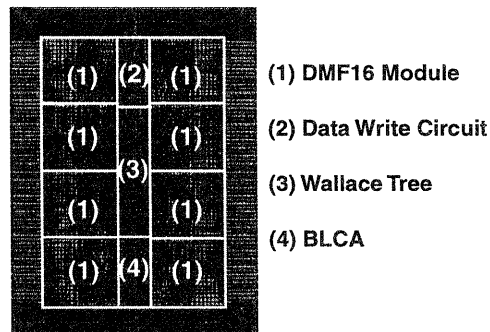 (1) (2) (1)
(1) (1)
(3)
(1) (1)
(1) (4) (1)
(1) DMF16 Module
(2) Data Write Circuit
(3) Wallace Tree
(4) BLCA